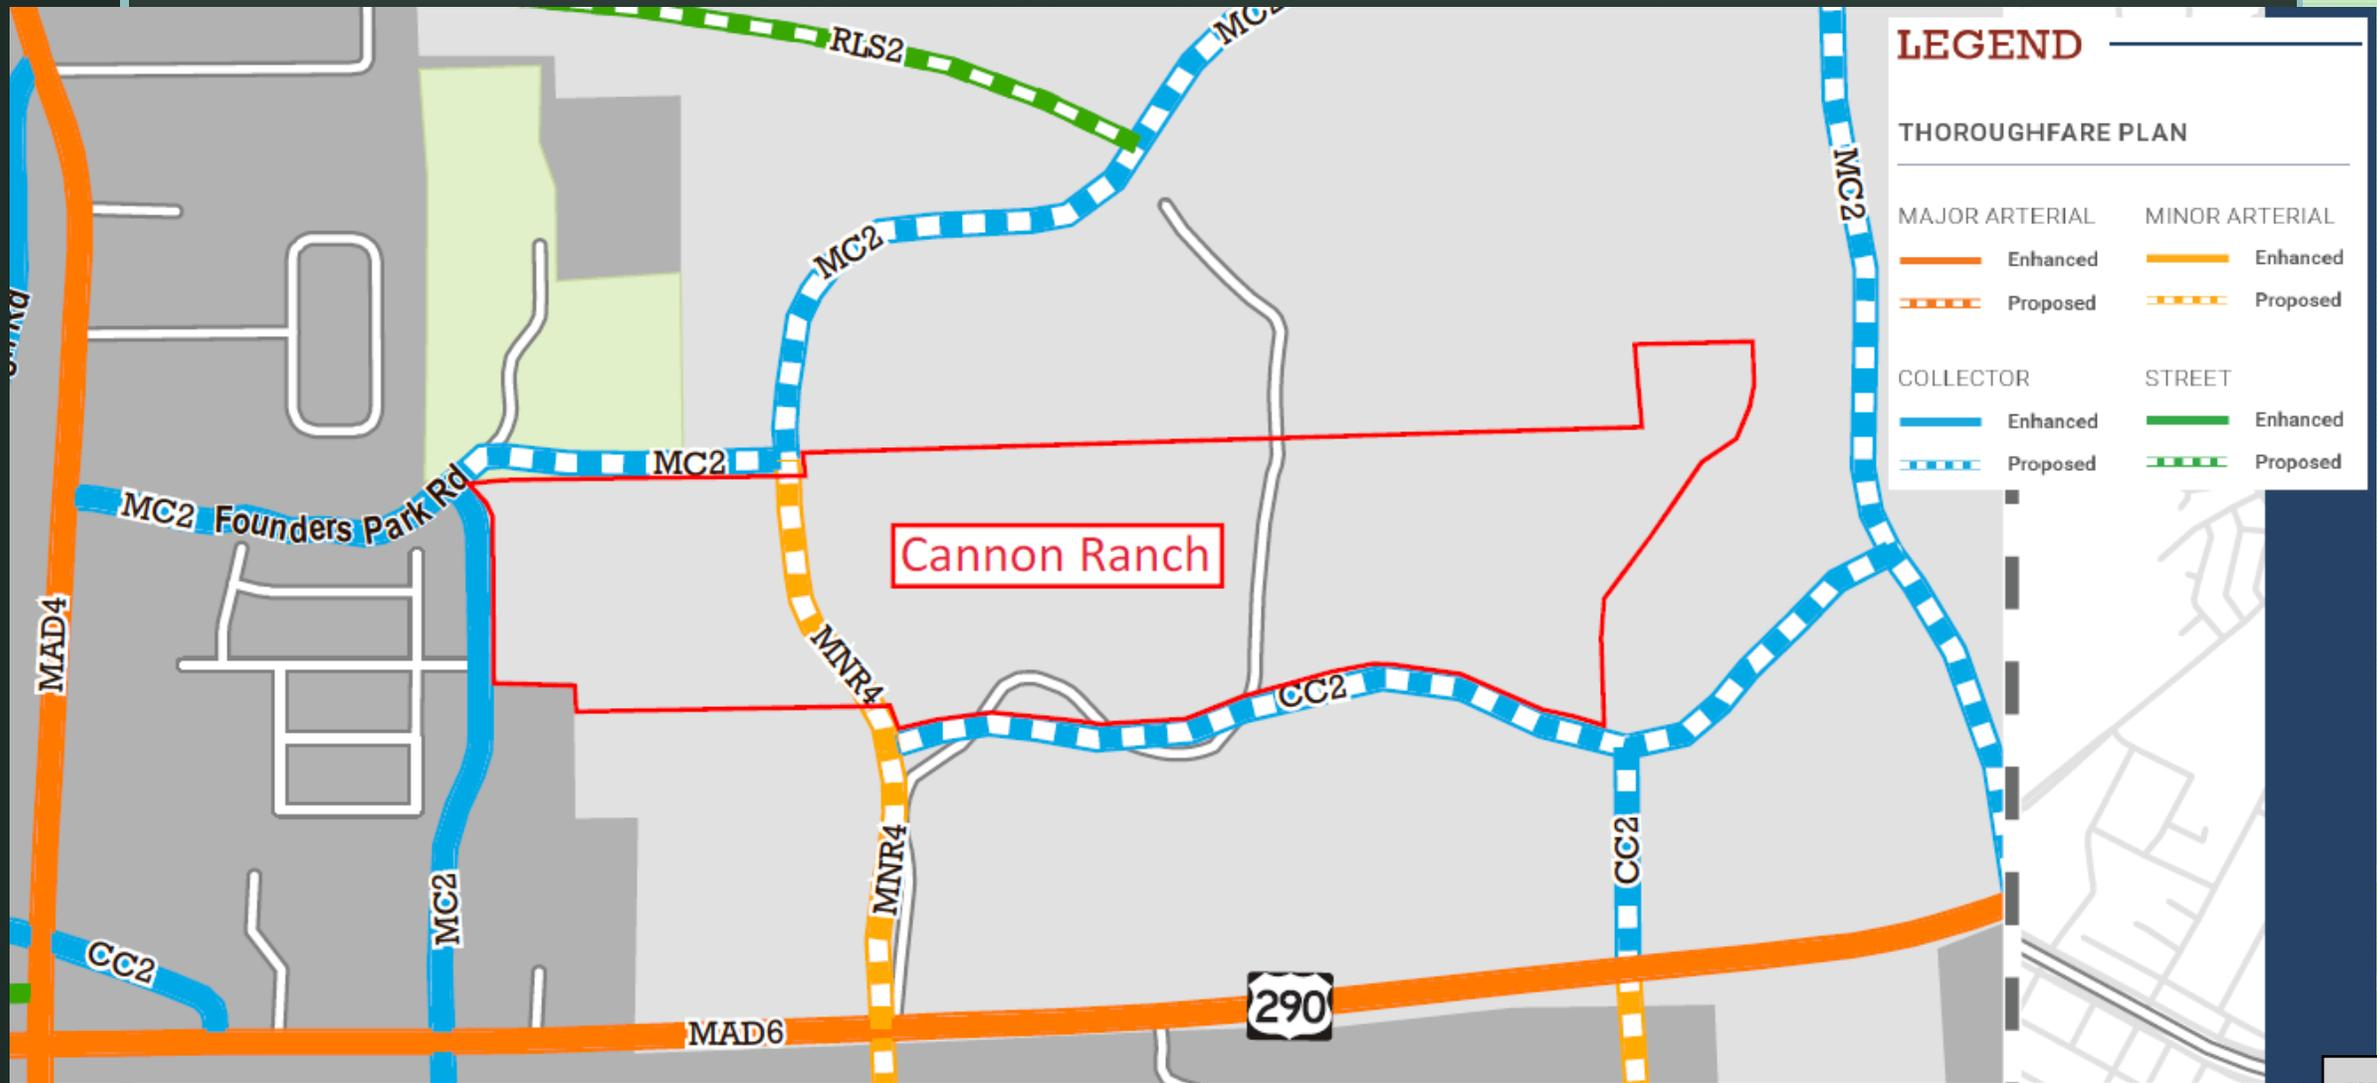 RLS2
MC2
LEGEND
THOROUGHFARE PLAN
MAJOR ARTERIAL
MINOR ARTERIAL
Enhanced
Enhanced
Proposed
Proposed
COLLECTOR
STREET
Enhanced
Enhanced
Proposed
Proposed
MC2
MC2
MC2
MC2
Founders Park Rd
Cannon Ranch
MAD4
MNR4
CC2
MNR4
CC2
MC2
CC2
290
MAD6